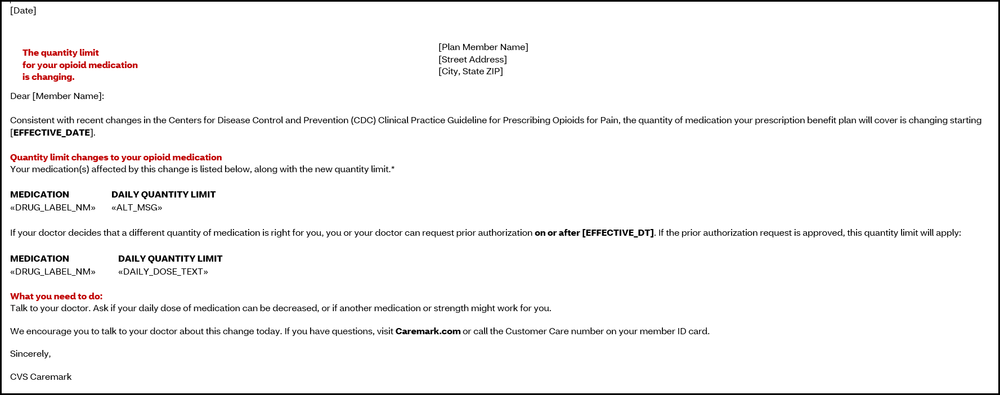 [Date]
The quantity limit
for your opioid medication
is changing.
[Plan Member Name]
[Street Address]
[City, State ZIP]
Dear [Member Name]:
Consistent with recent changes in the Centers for Disease Control and Prevention (CDC) Clinical Practice Guideline for Prescribing Opioids for Pain, the quantity of medication your prescription benefit plan will cover is changing starting
[EFFECTIVE_DATE].
Quantity limit changes to your opioid medication
Your medication(s) affected by this change is listed below, along with the new quantity limit.*
MEDICATION DAILY QUANTITY LIMIT
«DRUG_LABEL_NM» «ALT_MSG»
If your doctor decides that a different quantity of medication is right for you, you or your doctor can request prior authorization on or after [EFFECTIVE_DT]. If the prior authorization request is approved, this quantity limit will apply:
MEDICATION DAILY QUANTITY LIMIT
«DRUG_LABEL_NM» «DAILY_DOSE_TEXT»
What you need to do:
Talk to your doctor. Ask if your daily dose of medication can be decreased, or if another medication or strength might work for you.
We encourage you to talk to your doctor about this change today. If you have questions, visit Caremark.com or call the Customer Care number on your member ID card.
Sincerely,
CVS Caremark